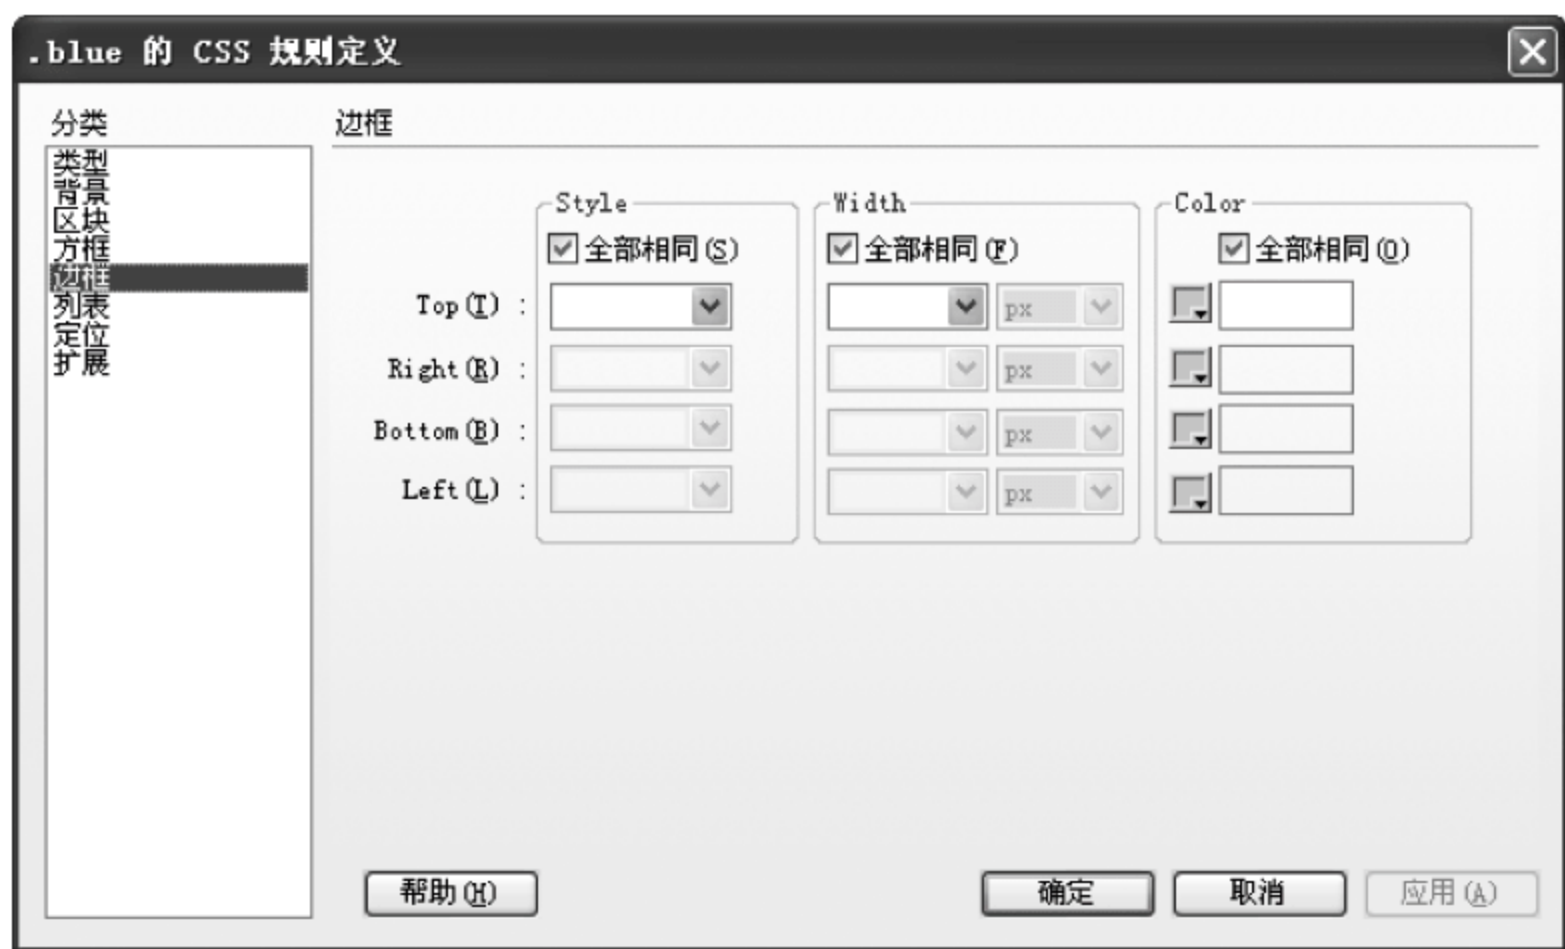 .blue 的 CSS 规则定义
分类
类型
背景
区块
方框
边框
列表
定位
扩展
边框
Style Width Color
全部相同(S) 全部相同(F) 全部相同(O)
Top(T) : px
Right(R) : px
Bottom(B) : px
Left(L) : px
帮助(H) 确定 取消 应用(A)